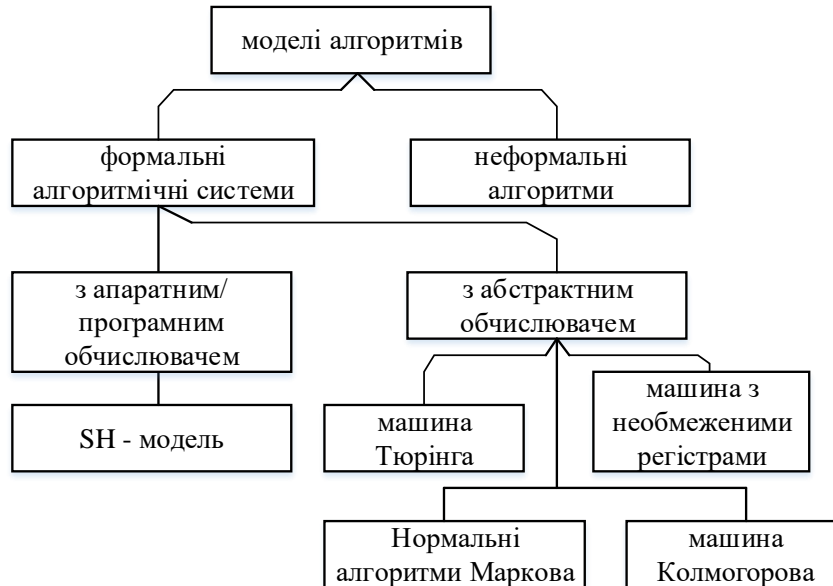 моделі алгоритмів
формальні
алгоритмічні системи
неформальні
алгоритми
з апаратним/
програмним
обчислювачем
з абстрактним
обчислювачем
SH - модель
машина
Тюрінга
машина з
необмеженими
регістрами
Нормальні
алгоритми Маркова
машина
Колмогорова